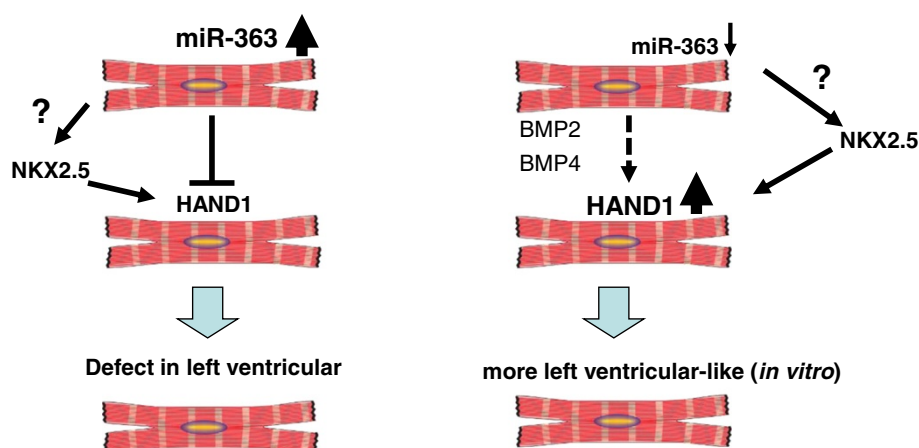 miR-363
?
NKX2.5
HAND1
Defect in left ventricular
miR-363
?
BMP2
BMP4
NKX2.5
HAND1
more left ventricular-like (in vitro)